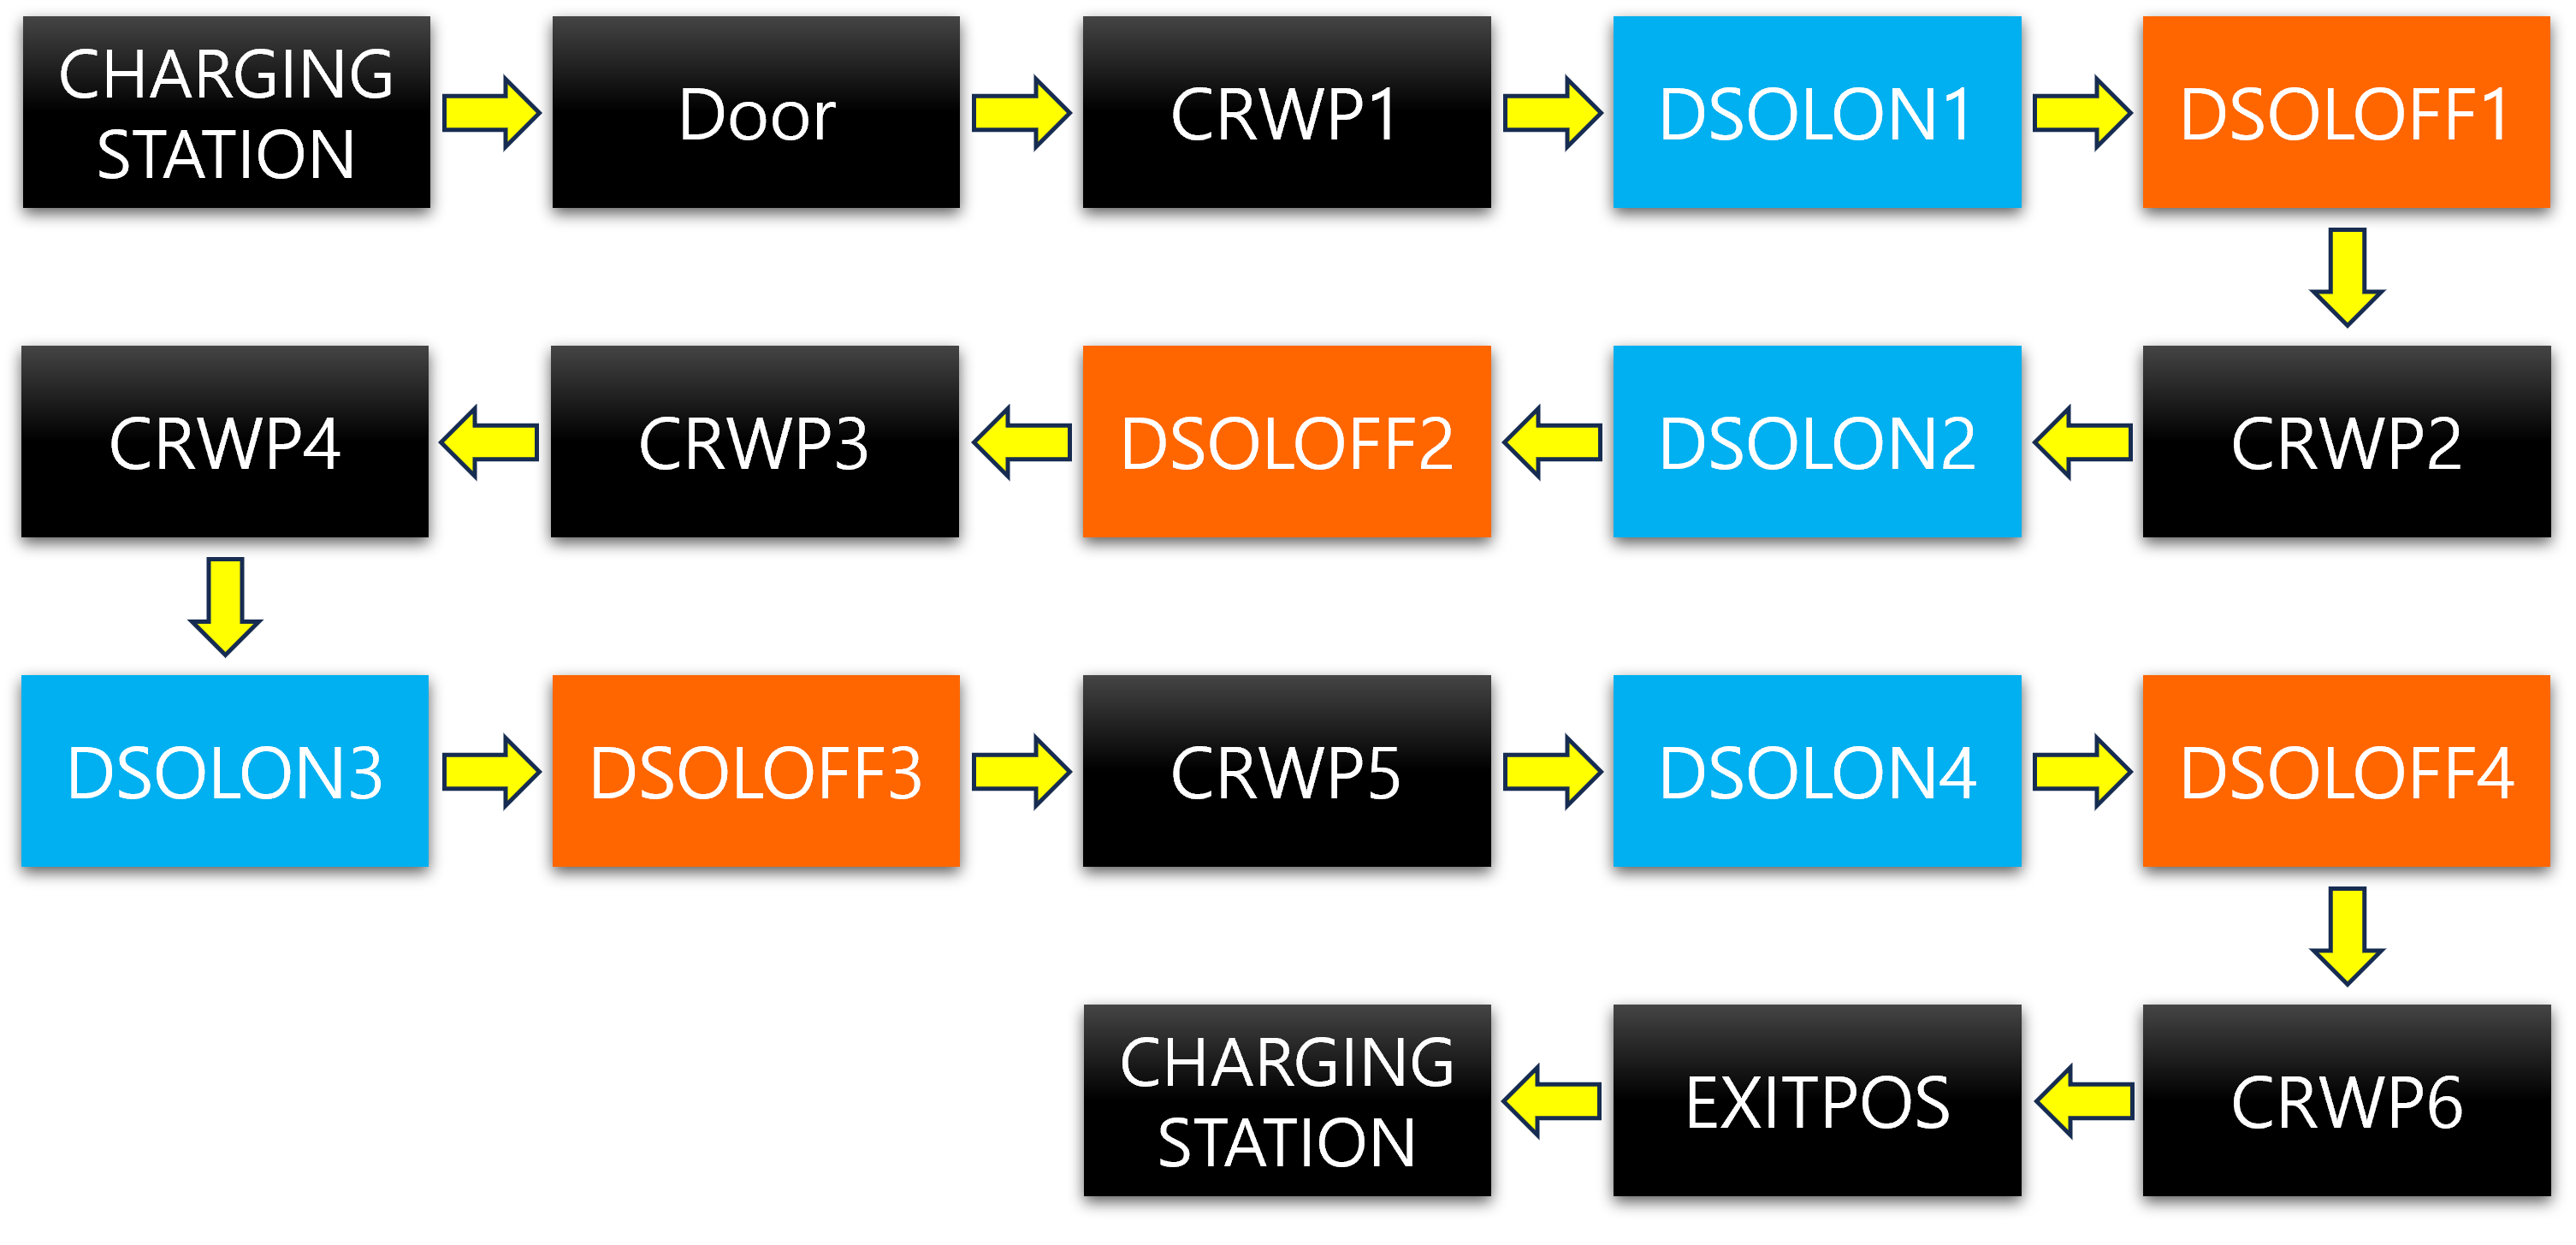 CHARGING
STATION
Door
CRWP1
DSOLON1
DSOLOFF1
CRWP2
DSOLON2
DSOLOFF2
CRWP3
CRWP4
DSOLON3
DSOLOFF3
CRWP5
DSOLON4
DSOLOFF4
CRWP6
EXITPOS
CHARGING
STATION